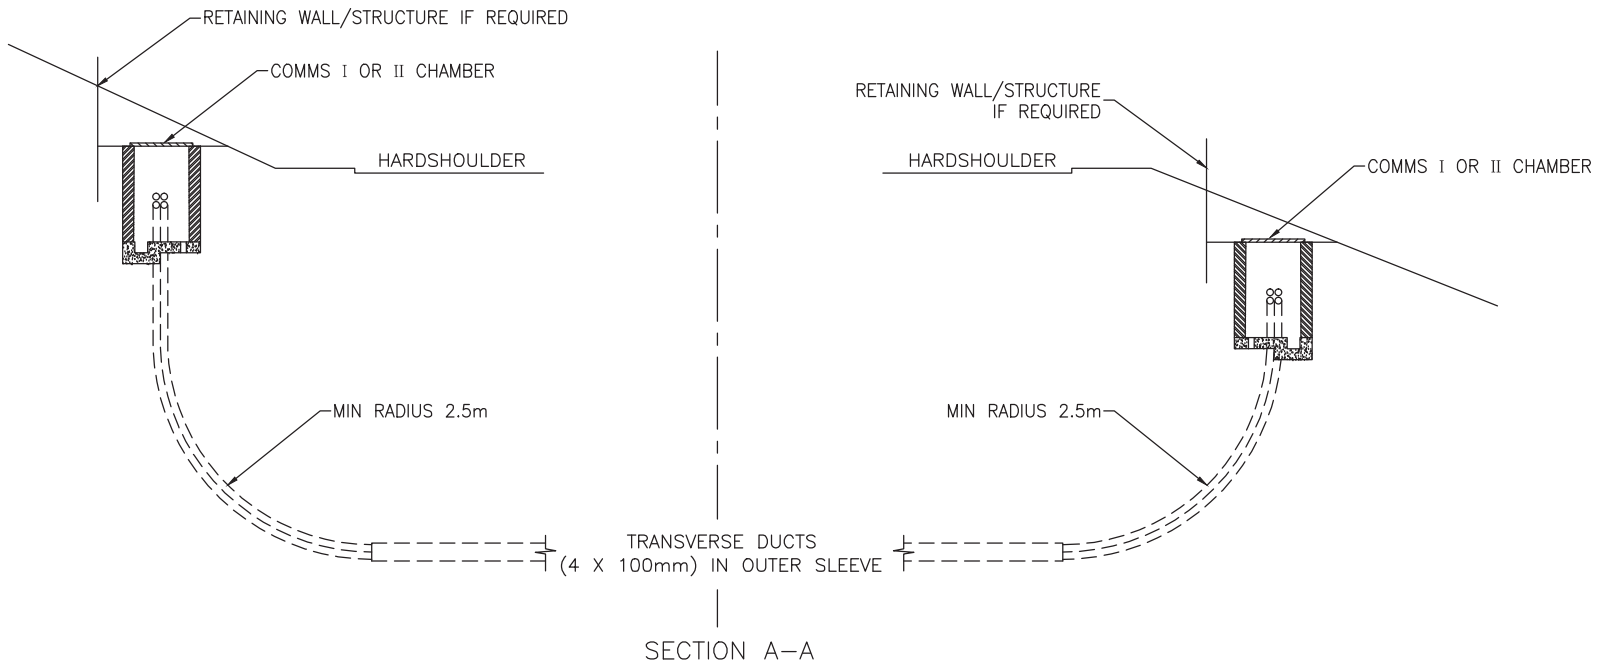 RETAINING WALL/STRUCTURE IF REQUIRED
COMMS I OR II CHAMBER
HARDSHOULDER
RETAINING WALL/STRUCTURE
IF REQUIRED
HARDSHOULDER
COMMS I OR II CHAMBER
MIN RADIUS 2.5m
MIN RADIUS 2.5m
TRANSVERSE DUCTS
(4 X 100mm) IN OUTER SLEEVE
SECTION A-A